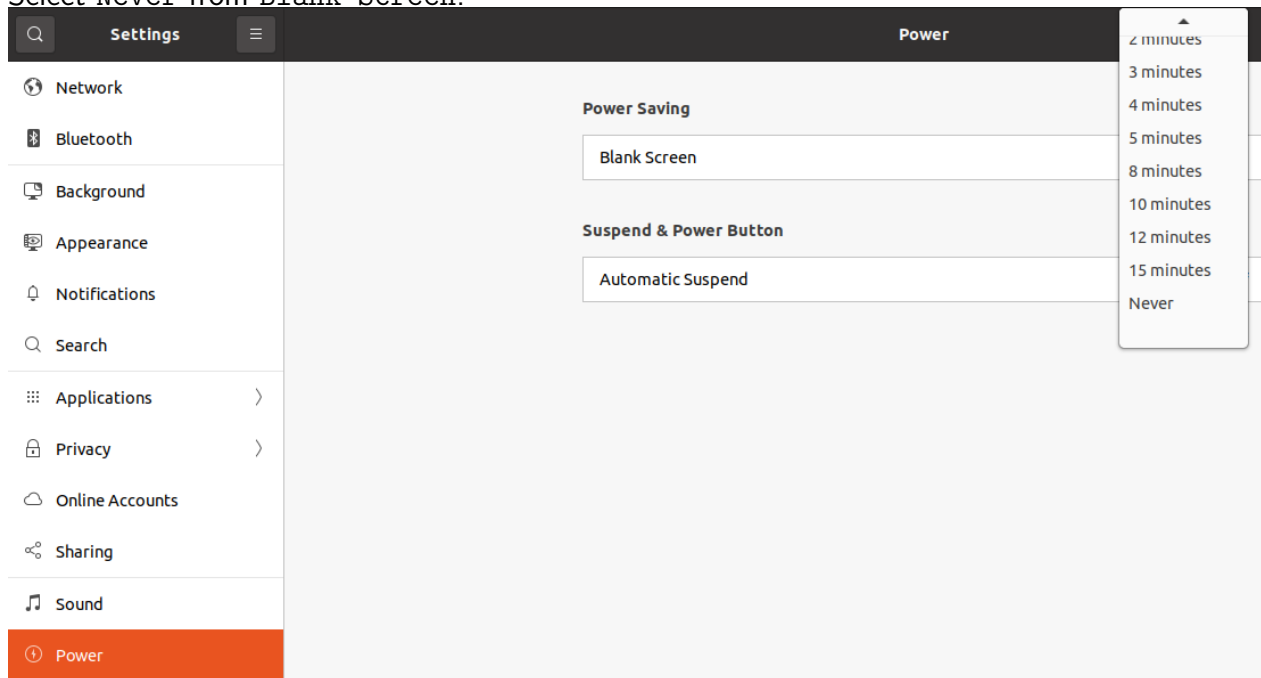 Select Never from Blank Screen.
Settings
Power
Network
Bluetooth
Background
Appearance
Notifications
Search
Applications
Privacy
Online Accounts
Sharing
Sound
Power
Power Saving
Blank Screen
Suspend & Power Button
Automatic Suspend
2 minutes
3 minutes
4 minutes
5 minutes
8 minutes
10 minutes
12 minutes
15 minutes
Never